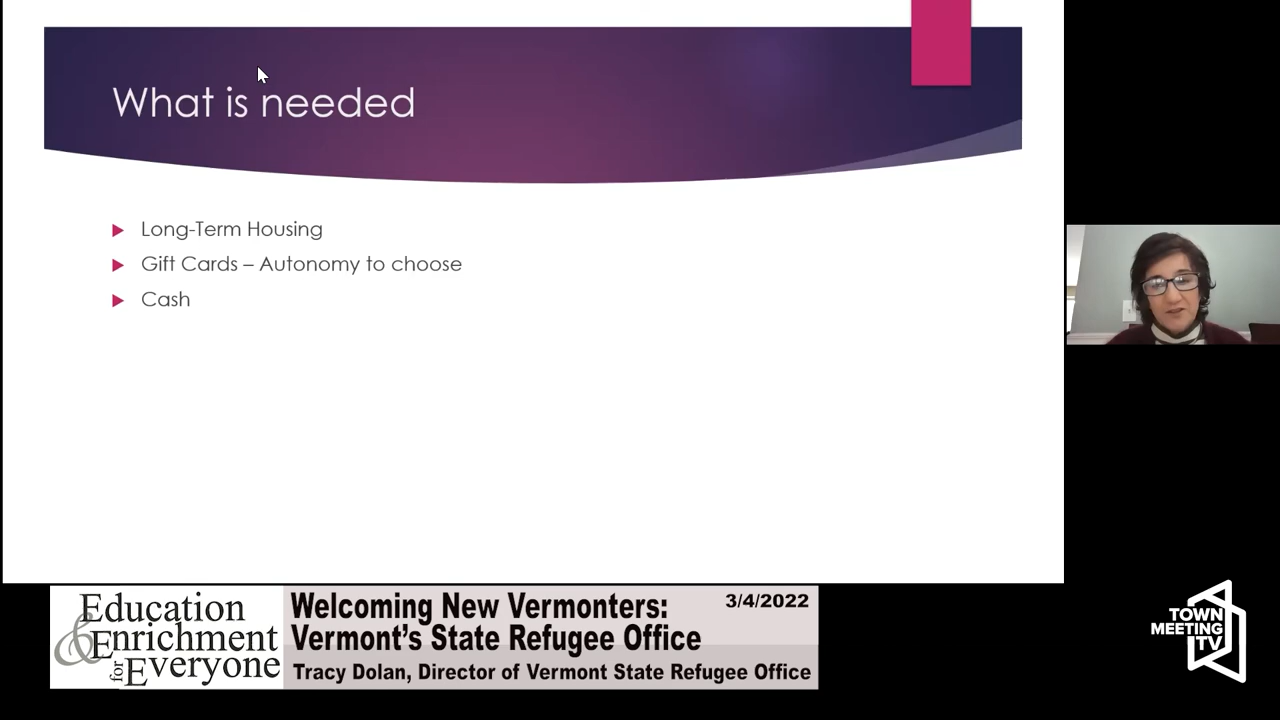 What is needed
Long-Term Housing
Gift Cards – Autonomy to choose
Cash
Education
& Enrichment
for Everyone
Welcoming New Vermonters:
3/4/2022
Vermont's State Refugee Office
Tracy Dolan, Director of Vermont State Refugee Office
TOWN
MEETING
TV